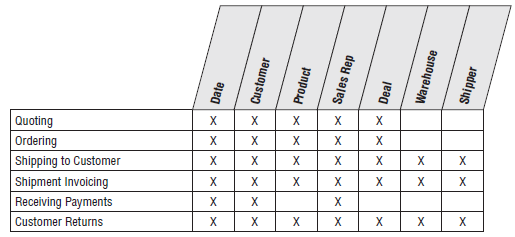 Date Customer Product Sales Rep Deal Warehouse Shipper
Quoting X X X X X
Ordering X X X X X
Shipping to Customer X X X X X X X
Shipment Invoicing X X X X X X X
Receiving Payments X X X
Customer Returns X X X X X X X